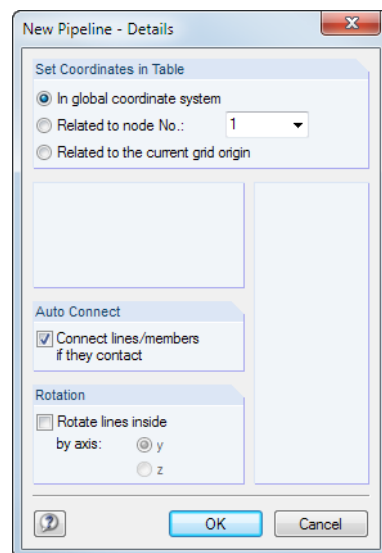 New Pipeline - Details
Set Coordinates in Table
In global coordinate system
Related to node No.: 1
Related to the current grid origin
Auto Connect
Connect lines/members
if they contact
Rotation
Rotate lines inside
by axis: y
z
OK Cancel